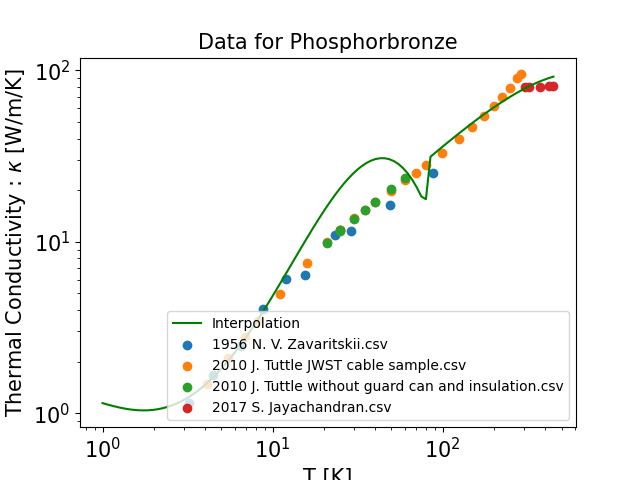 Data for Phosphorbronze
Thermal Conductivity : κ [W/m/K]
10²
10¹
10⁰
Interpolation
1956 N. V. Zavaritskii.csv
2010 J. Tuttle JWST cable sample.csv
2010 J. Tuttle without guard can and insulation.csv
2017 S. Jayachandran.csv
10⁰ 10¹ 10²
T [K]